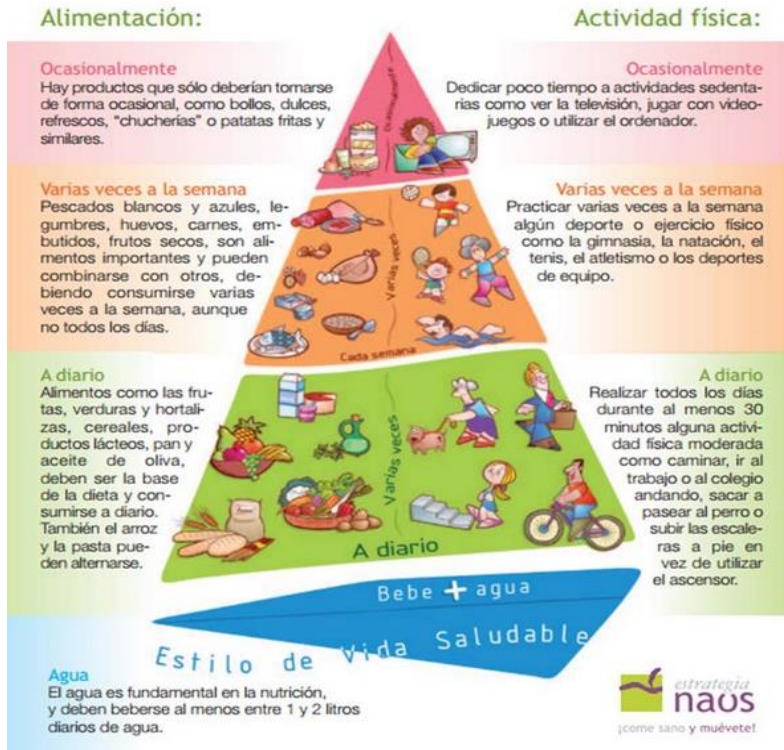 Alimentación:
Actividad física:
Ocasionalmente
Hay productos que sólo deberían tomarse
de forma ocasional, como bollos, dulces,
refrescos, “chucherías” o patatas fritas y
similares.
Ocasionalmente
Ocasionalmente
Dedicar poco tiempo a actividades sedenta-
rias como ver la televisión, jugar con video-
juegos o utilizar el ordenador.
Varias veces a la semana
Pescados blancos y azules, le-
gumbres, huevos, carnes, em-
butidos, frutos secos, son ali-
mentos importantes y pueden
combinarse con otros, de-
biendo consumirse varias
veces a la semana, aunque
no todos los días.
Varias veces
Cada semana
Varias veces a la semana
Practicar varias veces a la semana
algún deporte o ejercicio físico
como la gimnasia, la natación, el
tenis, el atletismo o los deportes
de equipo.
A diario
Alimentos como las fru-
tas, verduras y hortali-
zas, cereales, pro-
ductos lácteos, pan y
aceite de oliva,
deben ser la base
de la dieta y con-
sumirse a diario.
También el arroz
y la pasta pue-
den alternarse.
Varias veces
A diario
A diario
Realizar todos los días
durante al menos 30
minutos alguna activi-
dad física moderada
como caminar, ir al
trabajo o al colegio
andando, sacar a
pasear al perro o
subir las escale-
ras a pie en
vez de utilizar
el ascensor.
Bebe + agua
Estilo de Vida Saludable
Agua
El agua es fundamental en la nutrición,
y deben beberse al menos entre 1 y 2 litros
diarios de agua.
estrategia
naos
¡come sano y muévete!